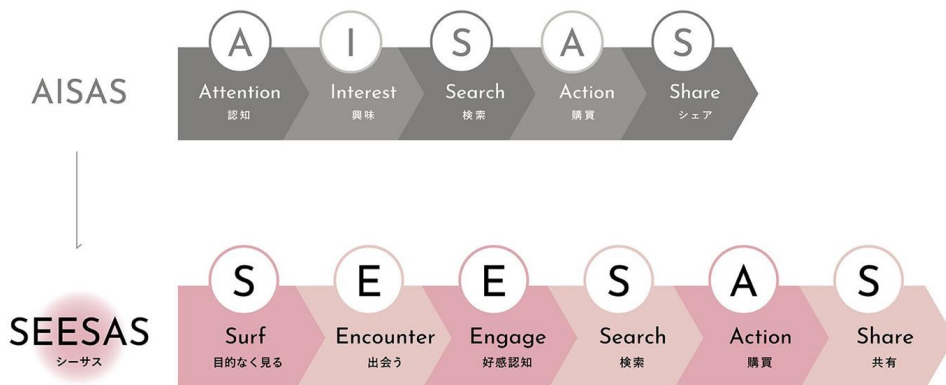 A I S A S
AISAS
Attention Interest Search Action Share
認知 興味 検索 購買 シェア
S E E S A S
SEESAS
シーサス
Surf Encounter Engage Search Action Share
目的なく見る 出会う 好感認知 検索 購買 共有